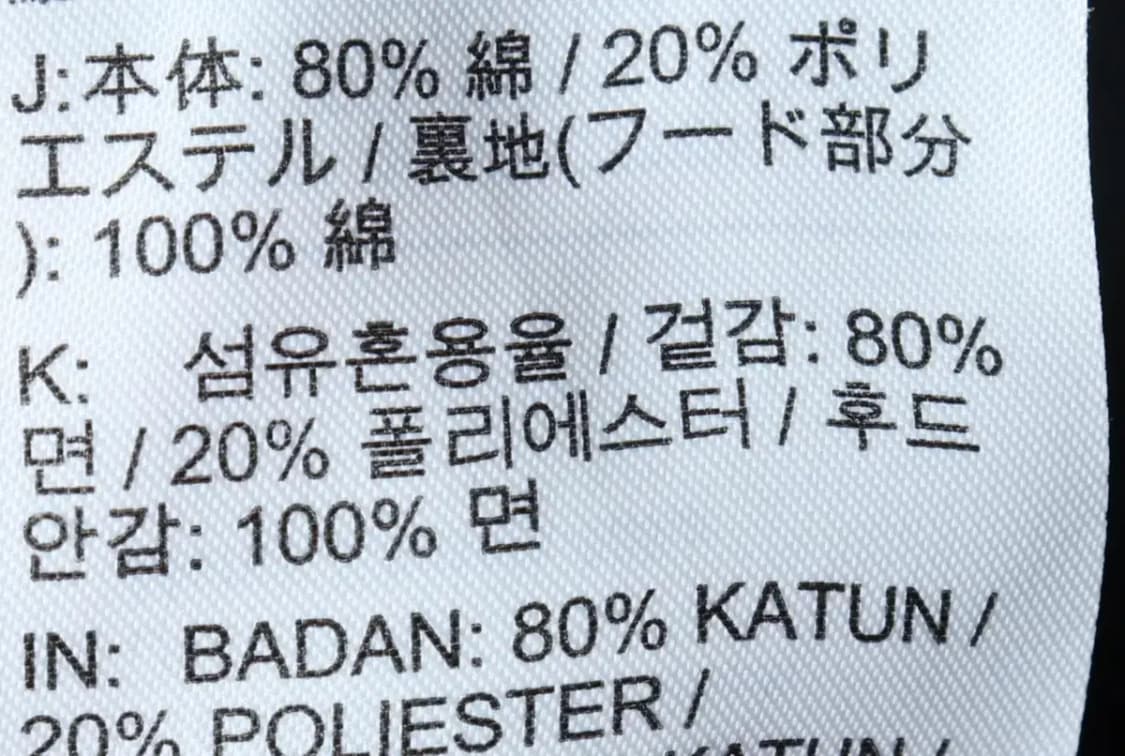 J:本体: 80% 綿 / 20% ポリ
エステル / 裏地(フード部分
): 100% 綿
K: 섬유혼용율 / 겉감: 80%
면 / 20% 폴리에스터 / 후드
안감: 100% 면
IN: BADAN: 80% KATUN /
20% POLIESTER /
KATUN /